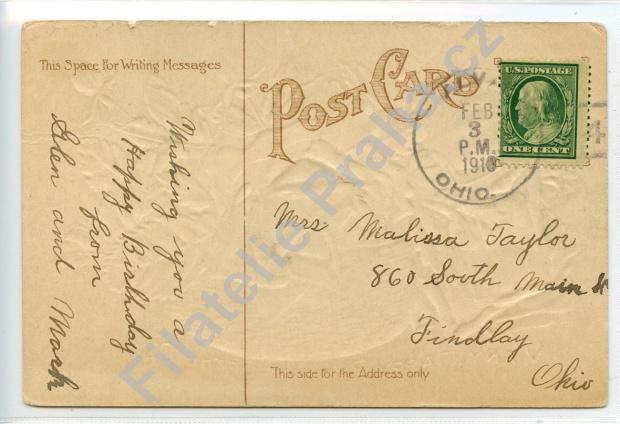 This Space For Writing Messages
POST CARD
Wishing you a
Happy Birthday
from
Glen and Mack
U.S. POSTAGE
ONE CENT
FEB
3
P.M.
1910
OHIO.
Mrs Malissa Taylor
860 South Main St
Findlay
Ohio
This side for the Address only
Filatelie Praha.cz